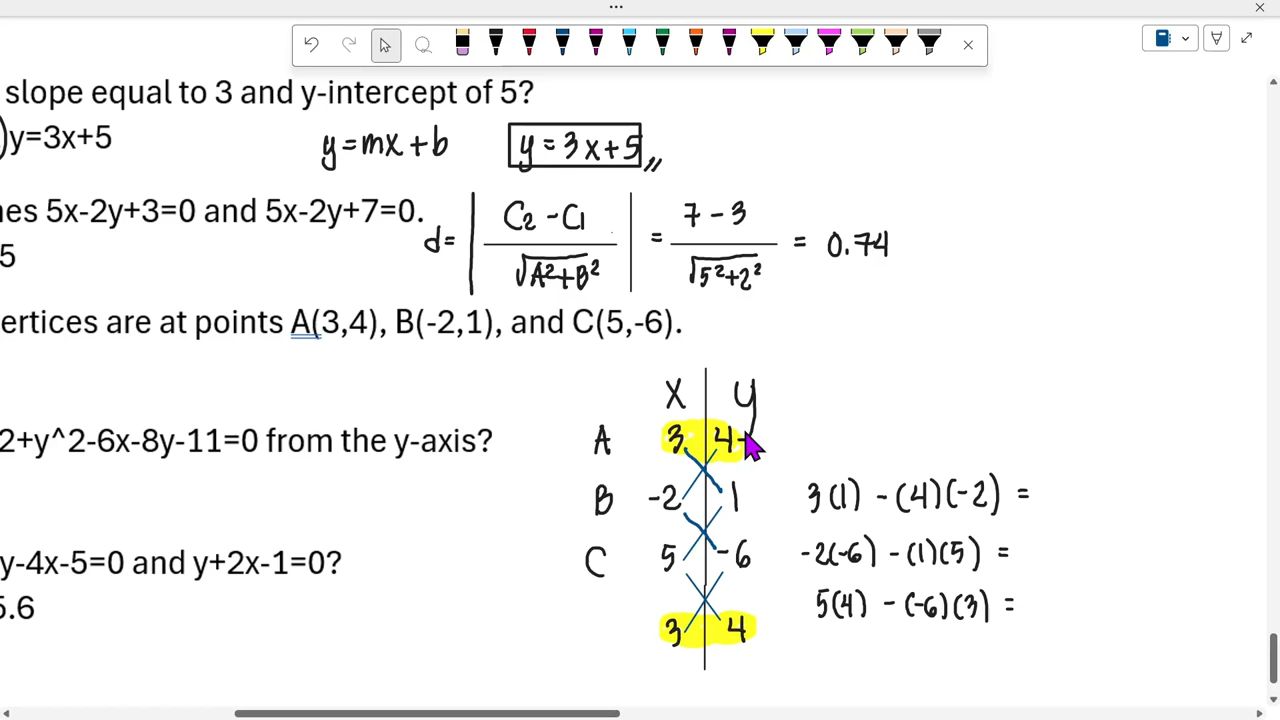 slope equal to 3 and y-intercept of 5?
)y=3x+5
y=mx+b
y=3x+5
nes 5x-2y+3=0 and 5x-2y+7=0.
5
d= | C₂-C₁ / √A²+B² | = 7-3 / √5²+2² = 0.74
ertices are at points A(3,4), B(-2,1), and C(5,-6).
X y
2+y^2-6x-8y-11=0 from the y-axis?
A 3 4
B -2 1 3(1) - (4)(-2) =
C 5 -6 -2(-6) - (1)(5) =
y-4x-5=0 and y+2x-1=0?
5.6
5(4) - (-6)(3) =
3 4